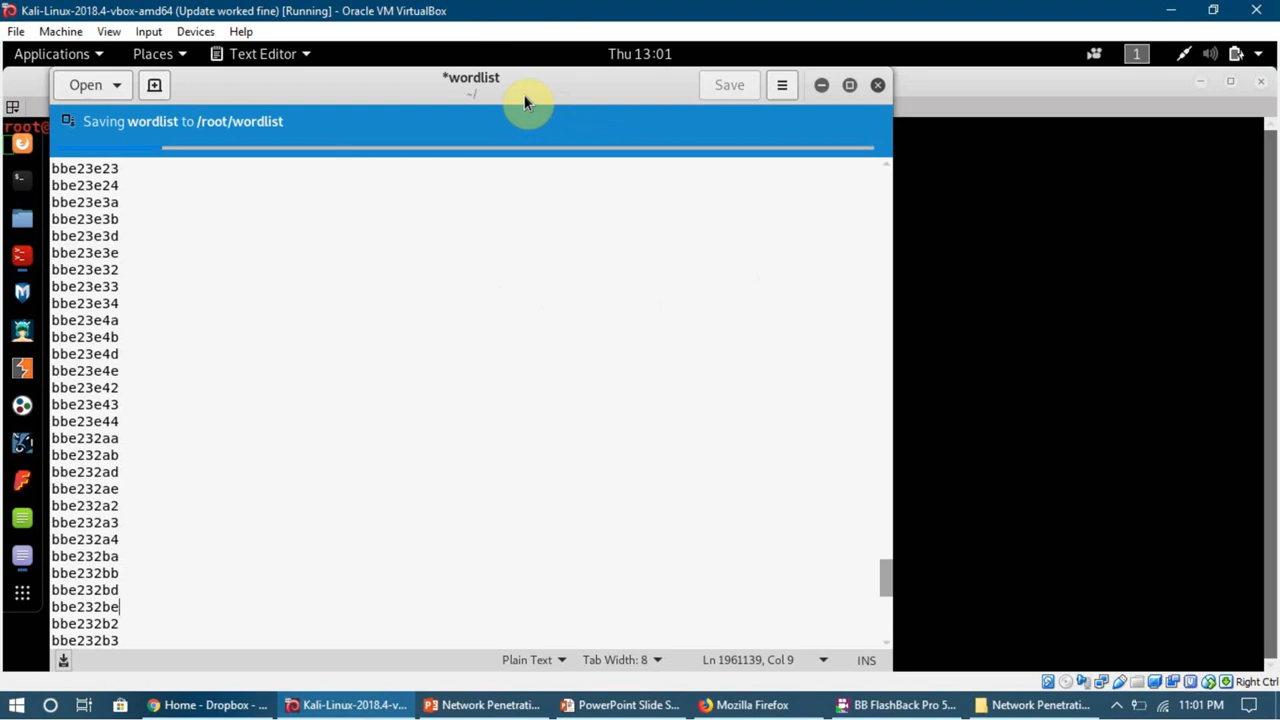 Kali-Linux-2018.4-vbox-amd64 (Update worked fine) [Running] - Oracle VM VirtualBox
File Machine View Input Devices Help
Applications Places Text Editor Thu 13:01 1
Open *wordlist Save
~/
Saving wordlist to /root/wordlist
root@
bbe23e23
bbe23e24
bbe23e3a
bbe23e3b
bbe23e3d
bbe23e3e
bbe23e32
bbe23e33
bbe23e34
bbe23e4a
bbe23e4b
bbe23e4d
bbe23e4e
bbe23e42
bbe23e43
bbe23e44
bbe232aa
bbe232ab
bbe232ad
bbe232ae
bbe232a2
bbe232a3
bbe232a4
bbe232ba
bbe232bb
bbe232bd
bbe232be
bbe232b2
bbe232b3
Plain Text Tab Width: 8 Ln 1961139, Col 9 INS
Right Ctrl
Home - Dropbox - ... Kali-Linux-2018.4-v... Network Penetrati... PowerPoint Slide S... Mozilla Firefox BB FlashBack Pro 5... Network Penetrati... 11:01 PM